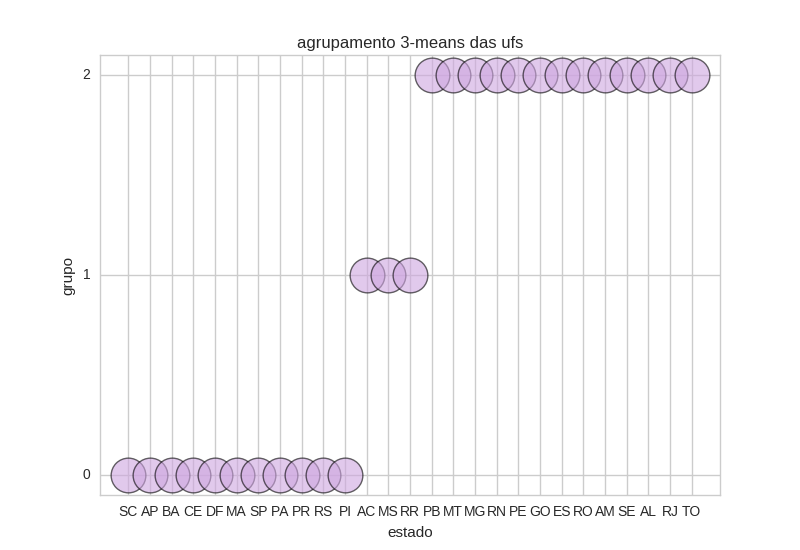 agrupamento 3-means das ufs
2
grupo
1
0
SC AP BA CE DF MA SP PA PR RS PI AC MS RR PB MT MG RN PE GO ES RO AM SE AL RJ TO
estado